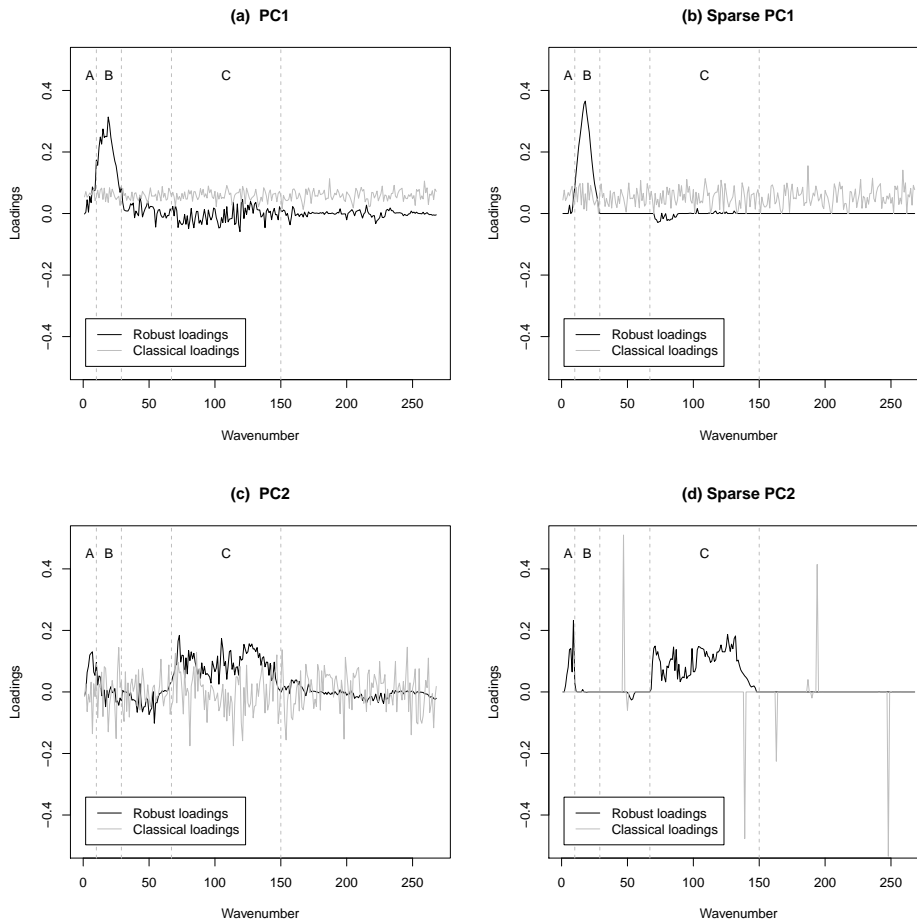 (a) PC1
A B C
Loadings
0.4
0.2
0.0
−0.2
−0.4
Robust loadings
Classical loadings
0 50 100 150 200 250
Wavenumber
(b) Sparse PC1
A B C
Loadings
0.4
0.2
0.0
−0.2
−0.4
Robust loadings
Classical loadings
0 50 100 150 200 250
Wavenumber
(c) PC2
A B C
Loadings
0.4
0.2
0.0
−0.2
−0.4
Robust loadings
Classical loadings
0 50 100 150 200 250
Wavenumber
(d) Sparse PC2
A B C
Loadings
0.4
0.2
0.0
−0.2
−0.4
Robust loadings
Classical loadings
0 50 100 150 200 250
Wavenumber